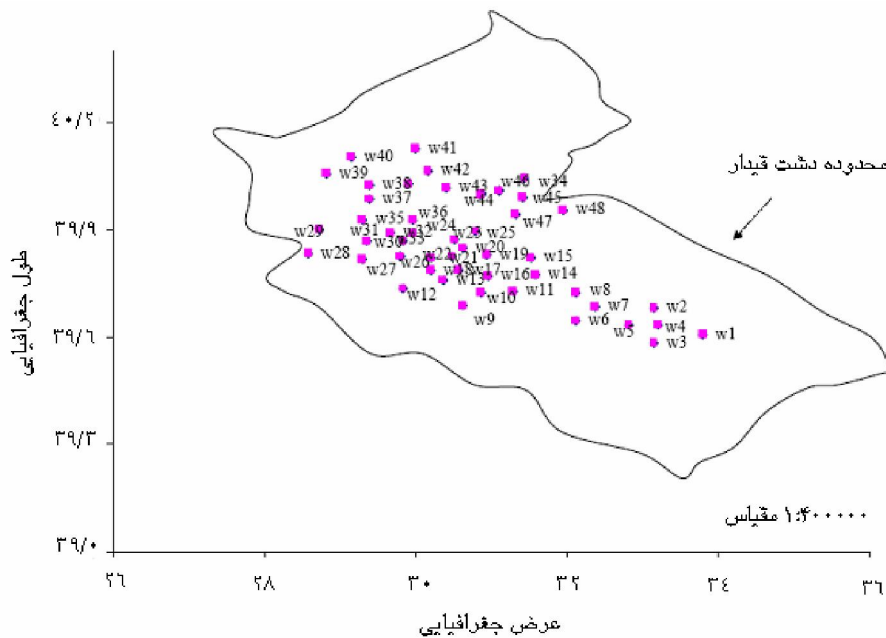 ۴۰/۲
w41
w40
w42
محدوده دشت قیدار
w39
w38
w43
w46
w34
w37
w44
w45
w48
w36
w47
w35
۳۹/۹
w29
w31
w32
w24
w25
w23
w30
w33
w20
w28
w22
w21
w19
w15
w27
w26
w18
w17
w16
w14
w13
w12
w10
w11
w8
w9
w7
w2
w6
w5
w4
w1
w3
۳۹/۶
طول جغرافیایی
۳۹/۳
مقیاس ۱:۴۰۰۰۰۰
۳۹/۰
۲۶ ۲۸ ۳۰ ۳۲ ۳۴ ۳۶
عرض جغرافیایی